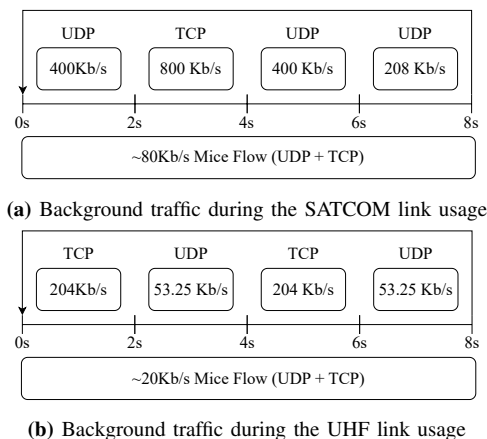 UDP TCP UDP UDP
400Kb/s 800 Kb/s 400 Kb/s 208 Kb/s
0s 2s 4s 6s 8s
~80Kb/s Mice Flow (UDP + TCP)
(a) Background traffic during the SATCOM link usage
TCP UDP TCP UDP
204Kb/s 53.25 Kb/s 204 Kb/s 53.25 Kb/s
0s 2s 4s 6s 8s
~20Kb/s Mice Flow (UDP + TCP)
(b) Background traffic during the UHF link usage